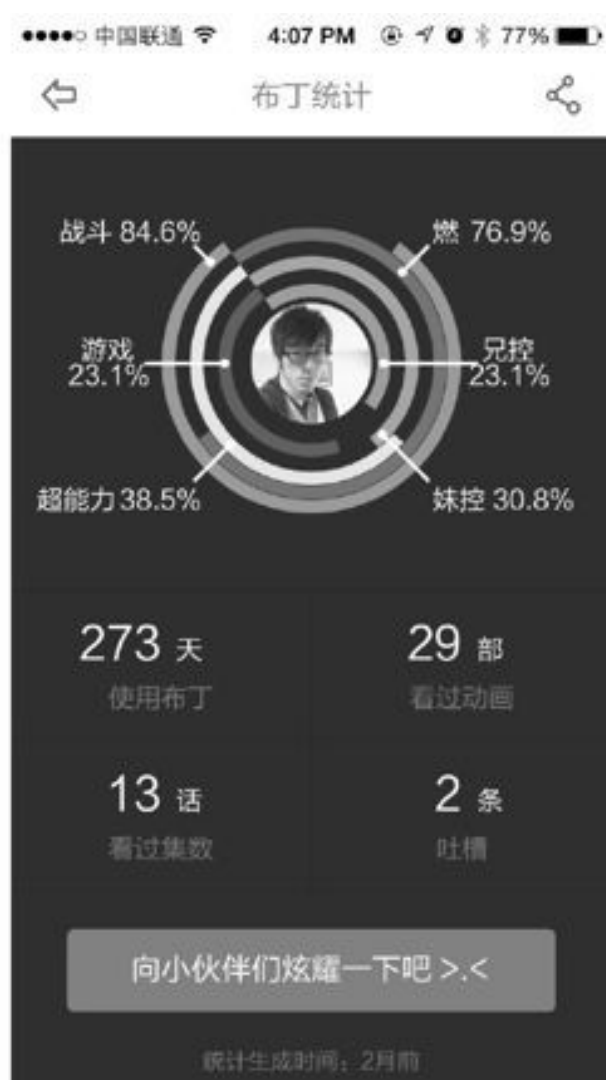 中国联通 4:07 PM 77%
布丁统计
战斗 84.6%
燃 76.9%
游戏
23.1%
兄控
23.1%
超能力 38.5%
妹控 30.8%
273 天
使用布丁
29 部
看过动画
13 话
看过集数
2 条
吐槽
向小伙伴们炫耀一下吧 >.<
统计生成时间：2月前